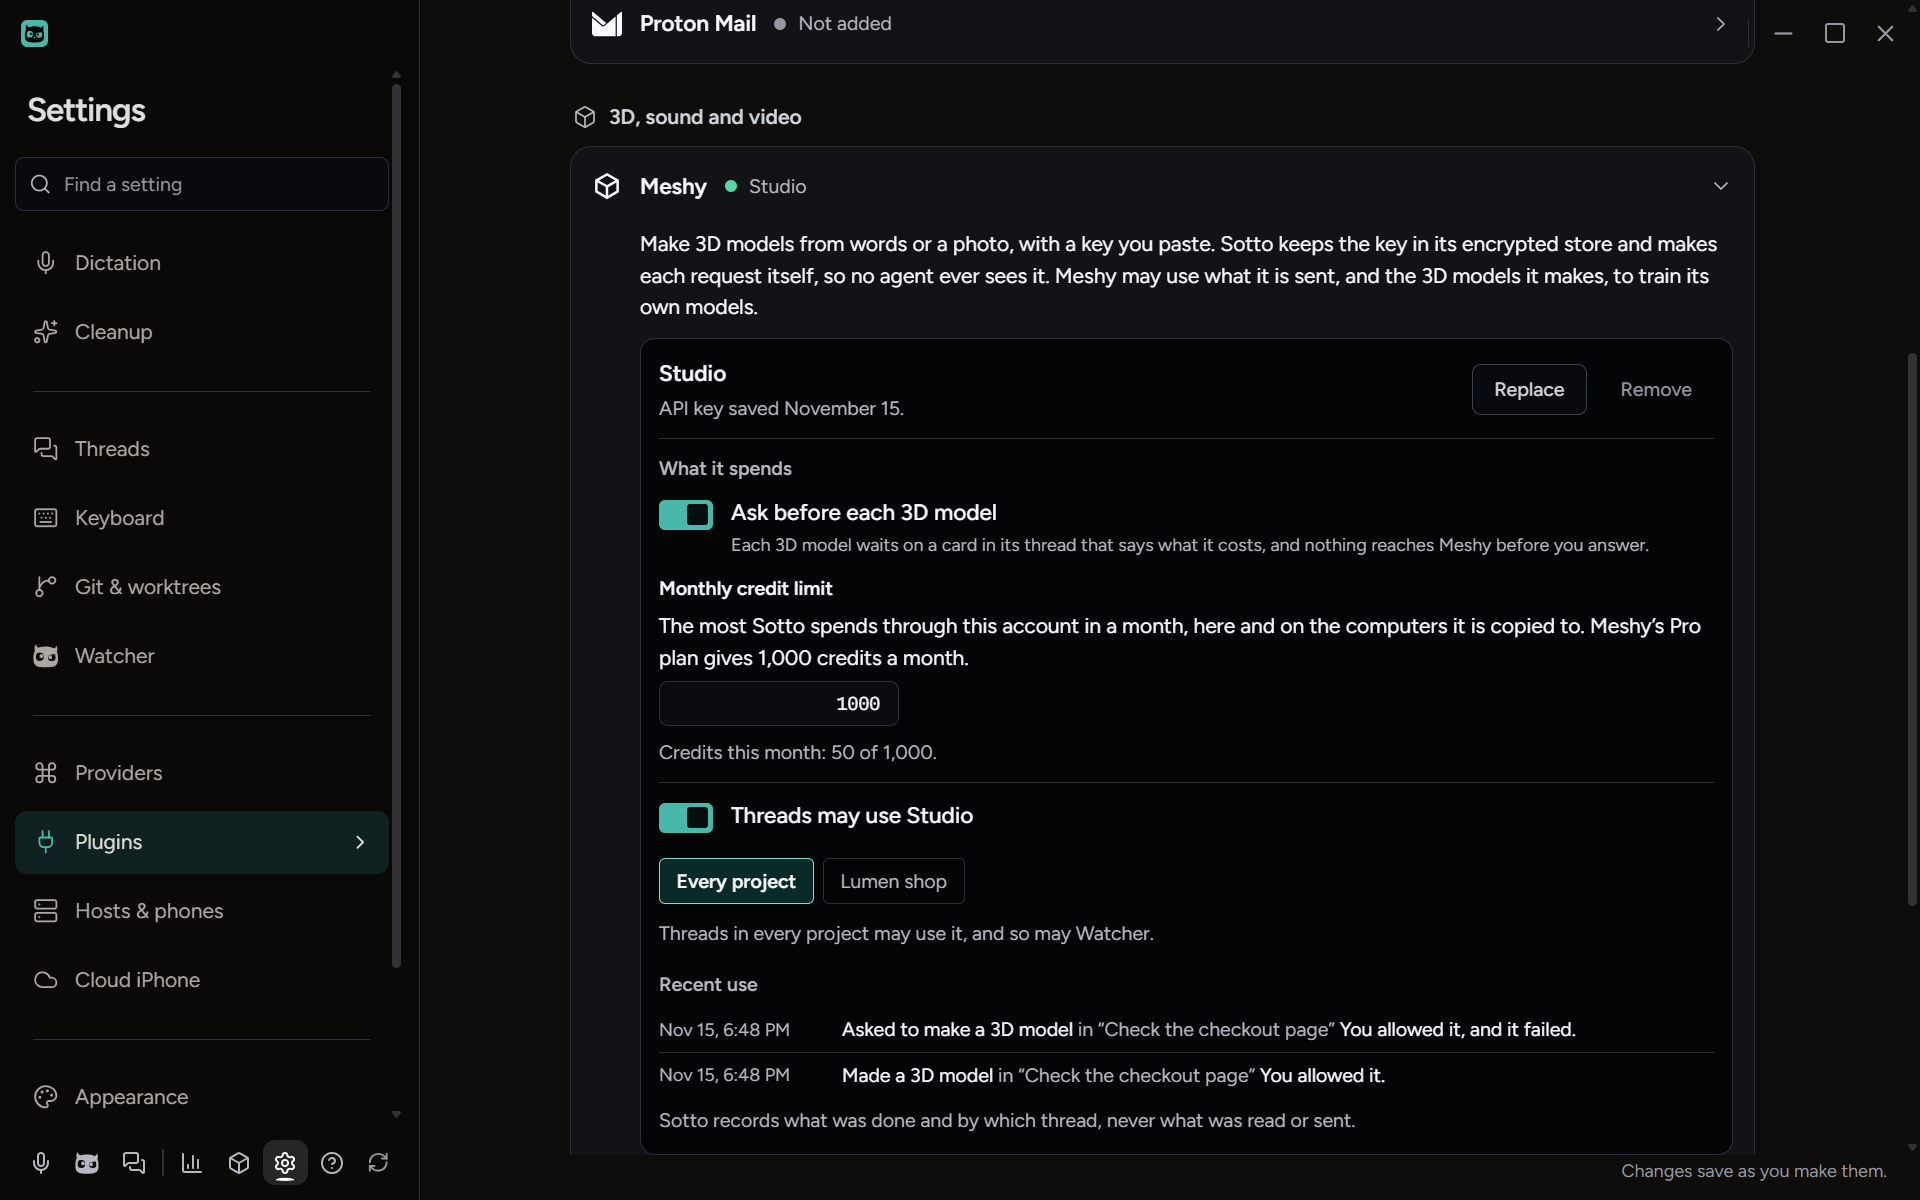 Settings
Find a setting
Dictation
Cleanup
Threads
Keyboard
Git & worktrees
Watcher
Providers
Plugins
Hosts & phones
Cloud iPhone
Appearance
Proton Mail Not added
3D, sound and video
Meshy Studio
Make 3D models from words or a photo, with a key you paste. Sotto keeps the key in its encrypted store and makes
each request itself, so no agent ever sees it. Meshy may use what it is sent, and the 3D models it makes, to train its
own models.
Studio
API key saved November 15.
Replace
Remove
What it spends
Ask before each 3D model
Each 3D model waits on a card in its thread that says what it costs, and nothing reaches Meshy before you answer.
Monthly credit limit
The most Sotto spends through this account in a month, here and on the computers it is copied to. Meshy’s Pro
plan gives 1,000 credits a month.
1000
Credits this month: 50 of 1,000.
Threads may use Studio
Every project
Lumen shop
Threads in every project may use it, and so may Watcher.
Recent use
Nov 15, 6:48 PM Asked to make a 3D model in “Check the checkout page” You allowed it, and it failed.
Nov 15, 6:48 PM Made a 3D model in “Check the checkout page” You allowed it.
Sotto records what was done and by which thread, never what was read or sent.
Changes save as you make them.